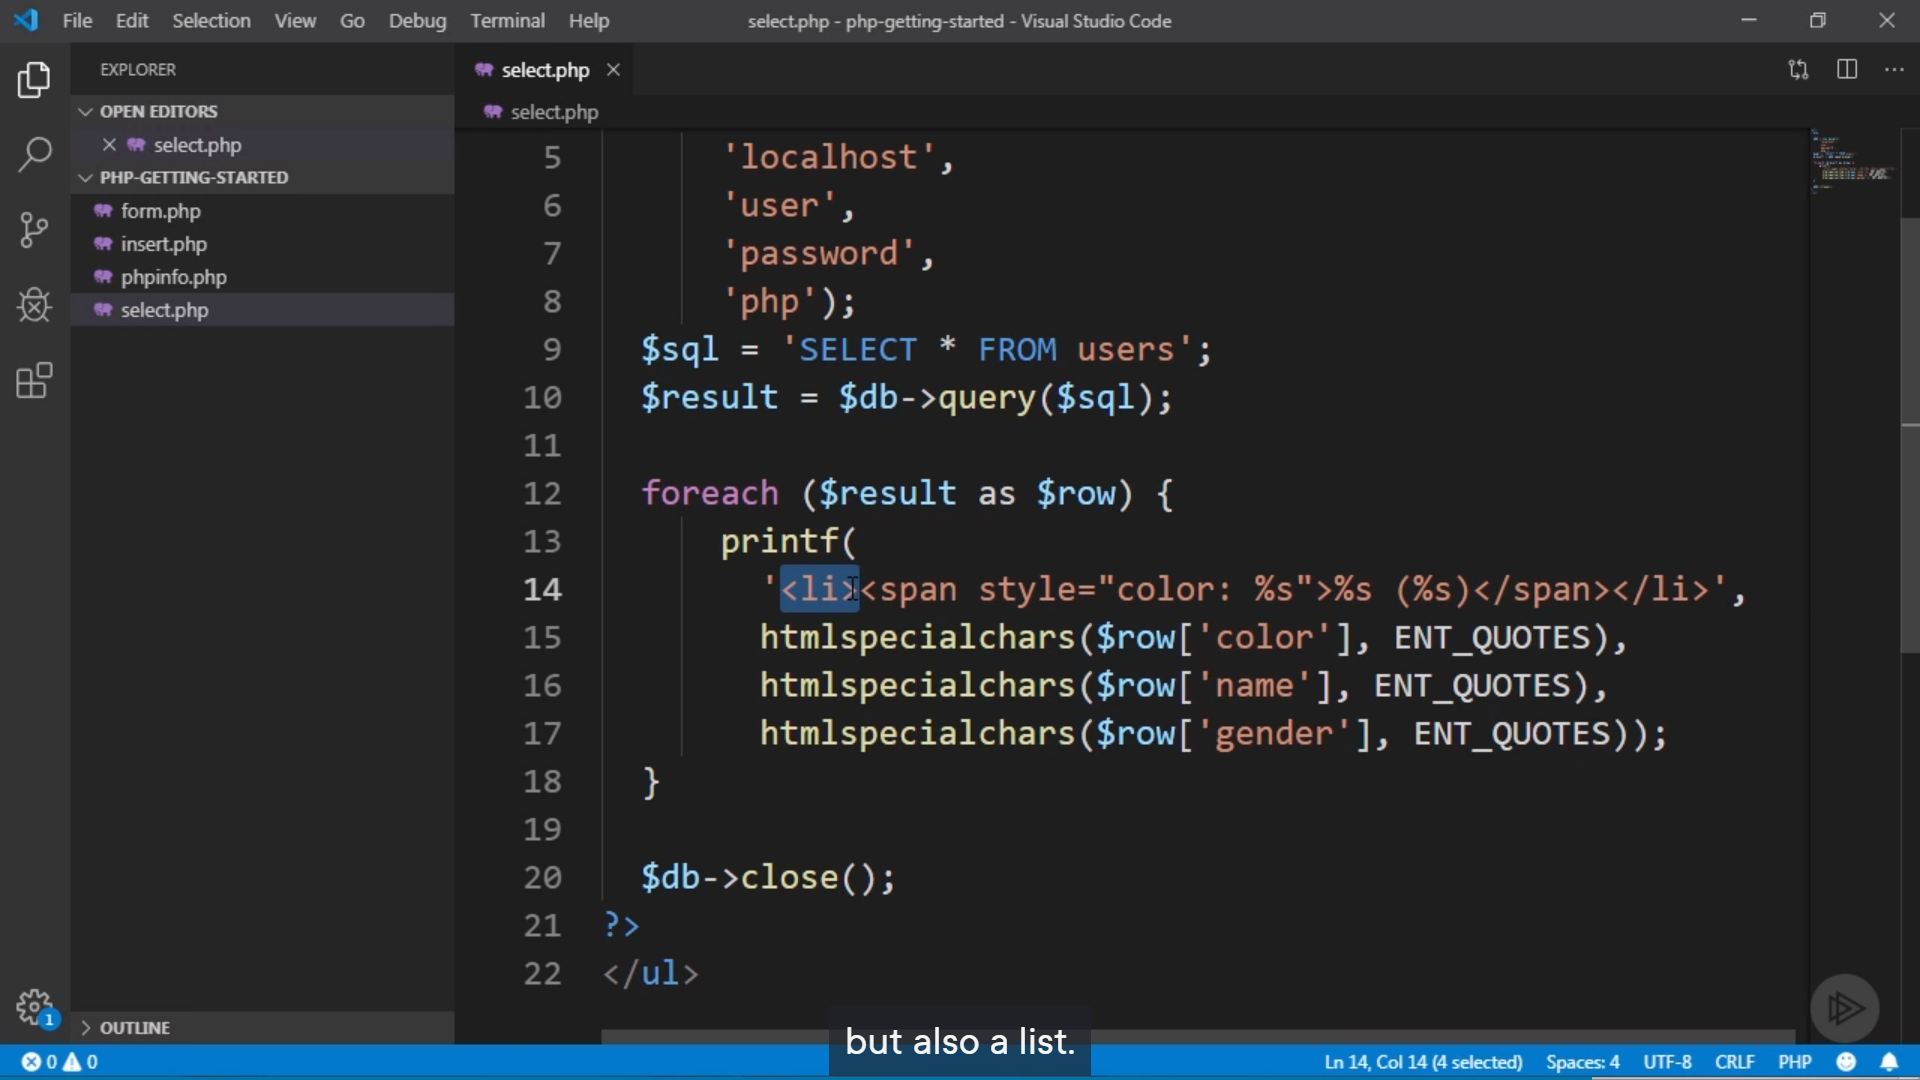 File Edit Selection View Go Debug Terminal Help
select.php - php-getting-started - Visual Studio Code
EXPLORER
OPEN EDITORS
select.php
PHP-GETTING-STARTED
form.php
insert.php
phpinfo.php
select.php
OUTLINE
select.php
select.php
5 'localhost',
6 'user',
7 'password',
8 'php');
9 $sql = 'SELECT * FROM users';
10 $result = $db->query($sql);
11
12 foreach ($result as $row) {
13 printf(
14 '<li><span style="color: %s">%s (%s)</span></li>',
15 htmlspecialchars($row['color'], ENT_QUOTES),
16 htmlspecialchars($row['name'], ENT_QUOTES),
17 htmlspecialchars($row['gender'], ENT_QUOTES));
18 }
19
20 $db->close();
21 ?>
22 </ul>
but also a list.
1
0 0
Ln 14, Col 14 (4 selected) Spaces: 4 UTF-8 CRLF PHP